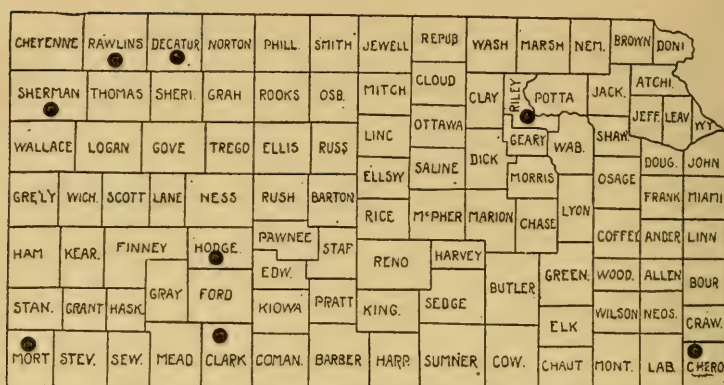 CHEYENNE RAWLINS DECATUR NORTON PHILL. SMITH JEWELL REPUB WASH MARSH NEM. BROWN DONI
SHERMAN THOMAS SHERI. GRAH ROOKS OSB. MITCH CLOUD CLAY RILEY POTTA JACK. ATCHI.
JEFF. LEAV WY
WALLACE LOGAN GOVE TREGO ELLIS RUSS LINC OTTAWA DICK GEARY WAB. SHAW. DOUG. JOHN
GRE'LY WICH. SCOTT LANE NESS RUSH BARTON ELLSW SALINE MORRIS OSAGE FRANK MIAMI
RICE McPHER MARION CHASE LYON
HAM KEAR. FINNEY HODGE. PAWNEE STAF RENO HARVEY COFFEY ANDER LINN
EDW.
STAN. GRANT HASK. GRAY FORD KIOWA PRATT KING. SEDGE BUTLER GREEN. WOOD. ALLEN BOUR
ELK WILSON NEOS. CRAW.
MORT STEV. SEW. MEAD CLARK COMAN. BARBER HARP. SUMNER COW. CHAUT MONT. LAB. CHERO